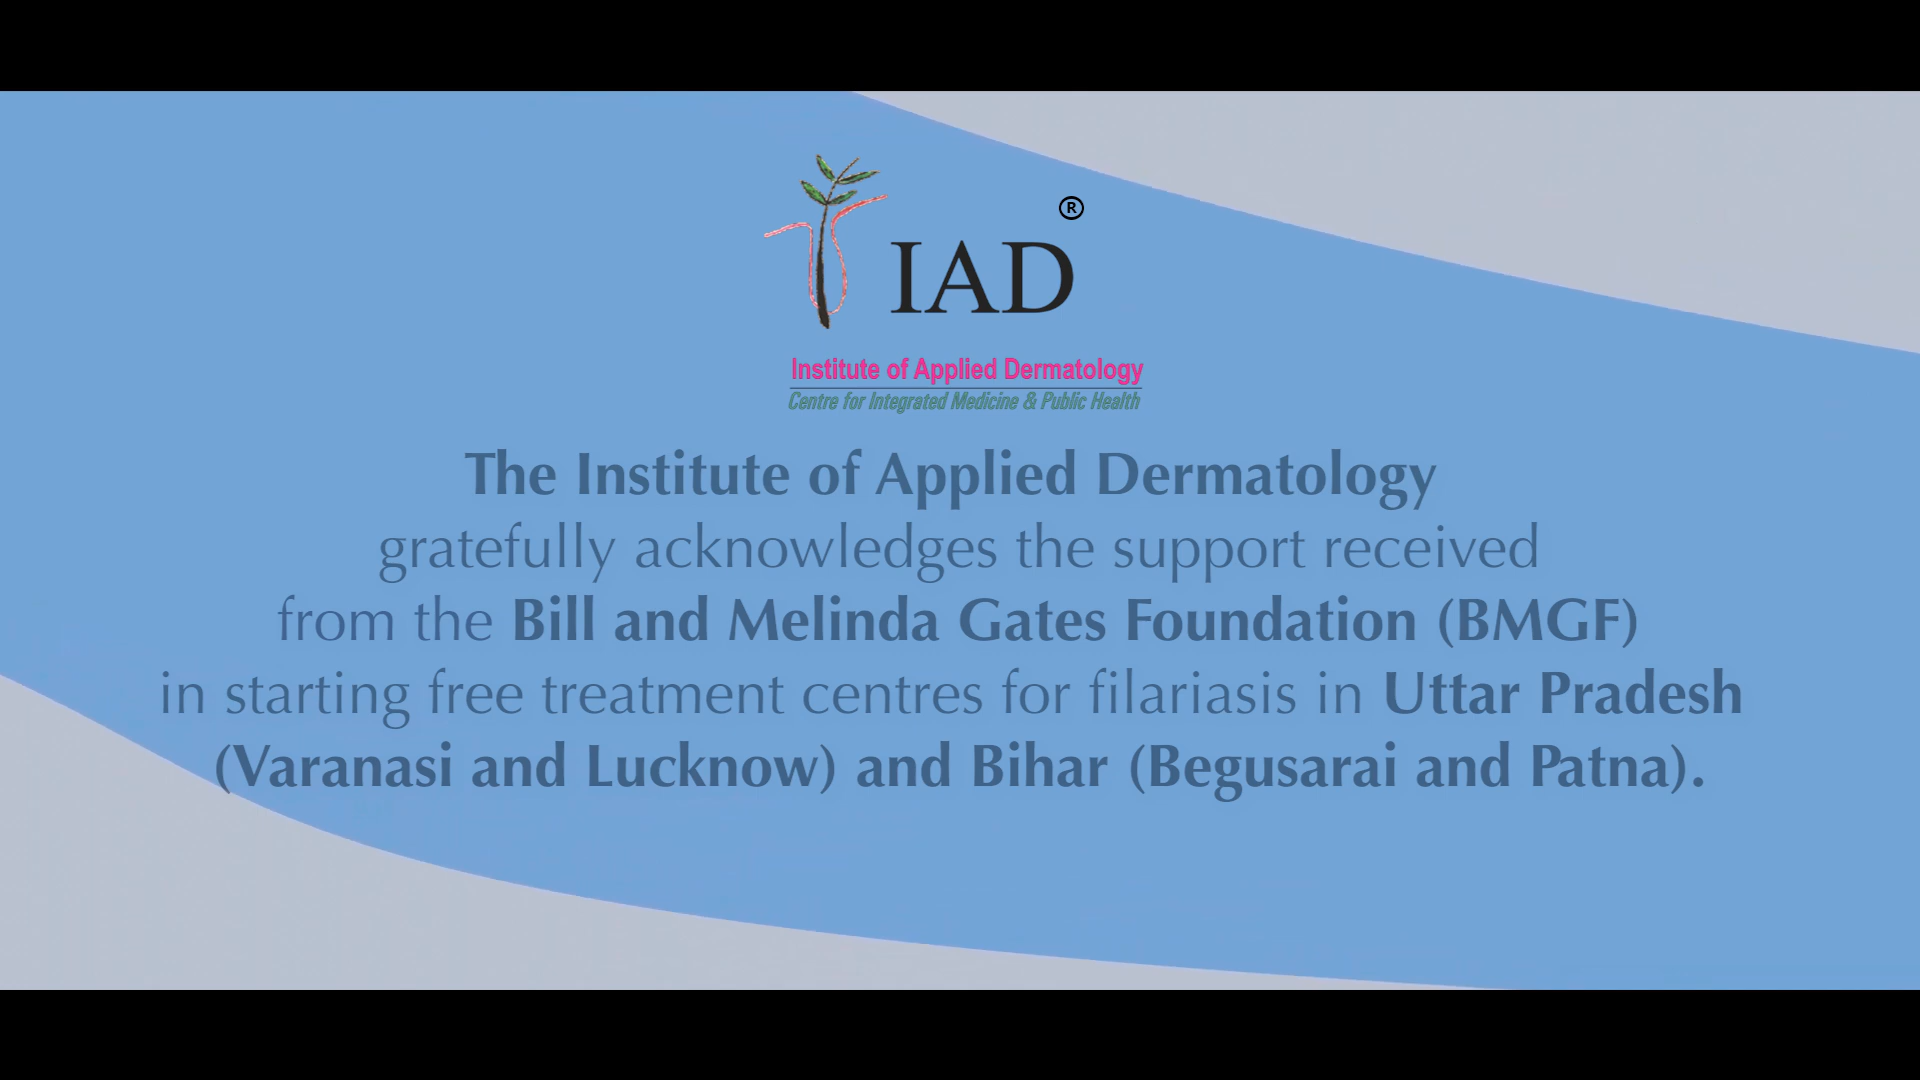 IAD®
Institute of Applied Dermatology
Centre for Integrated Medicine & Public Health
The Institute of Applied Dermatology
gratefully acknowledges the support received
from the Bill and Melinda Gates Foundation (BMGF)
in starting free treatment centres for filariasis in Uttar Pradesh
(Varanasi and Lucknow) and Bihar (Begusarai and Patna).